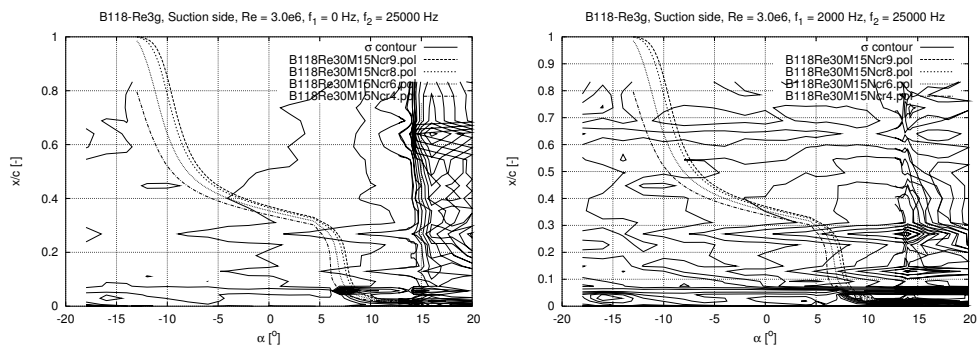 B118-Re3g, Suction side, Re = 3.0e6, f1 = 0 Hz, f2 = 25000 Hz
σ contour
B118Re30M15Ncr9.pol
B118Re30M15Ncr8.pol
B118Re30M15Ncr6.pol
B118Re30M15Ncr4.pol
x/c [-]
1
0.8
0.6
0.4
0.3
0.2
0.1
0
-20
-15
-10
-5
0
5
10
15
20
α [º]
B118-Re3g, Suction side, Re = 3.0e6, f1 = 2000 Hz, f2 = 25000 Hz
σ contour
B118Re30M15Ncr9.pol
B118Re30M15Ncr8.pol
B118Re30M15Ncr6.pol
B118Re30M15Ncr4.pol
x/c [-]
1
0.8
0.6
0.4
0.3
0.2
0.1
0
-20
-15
-10
-5
0
5
10
15
20
α [º]